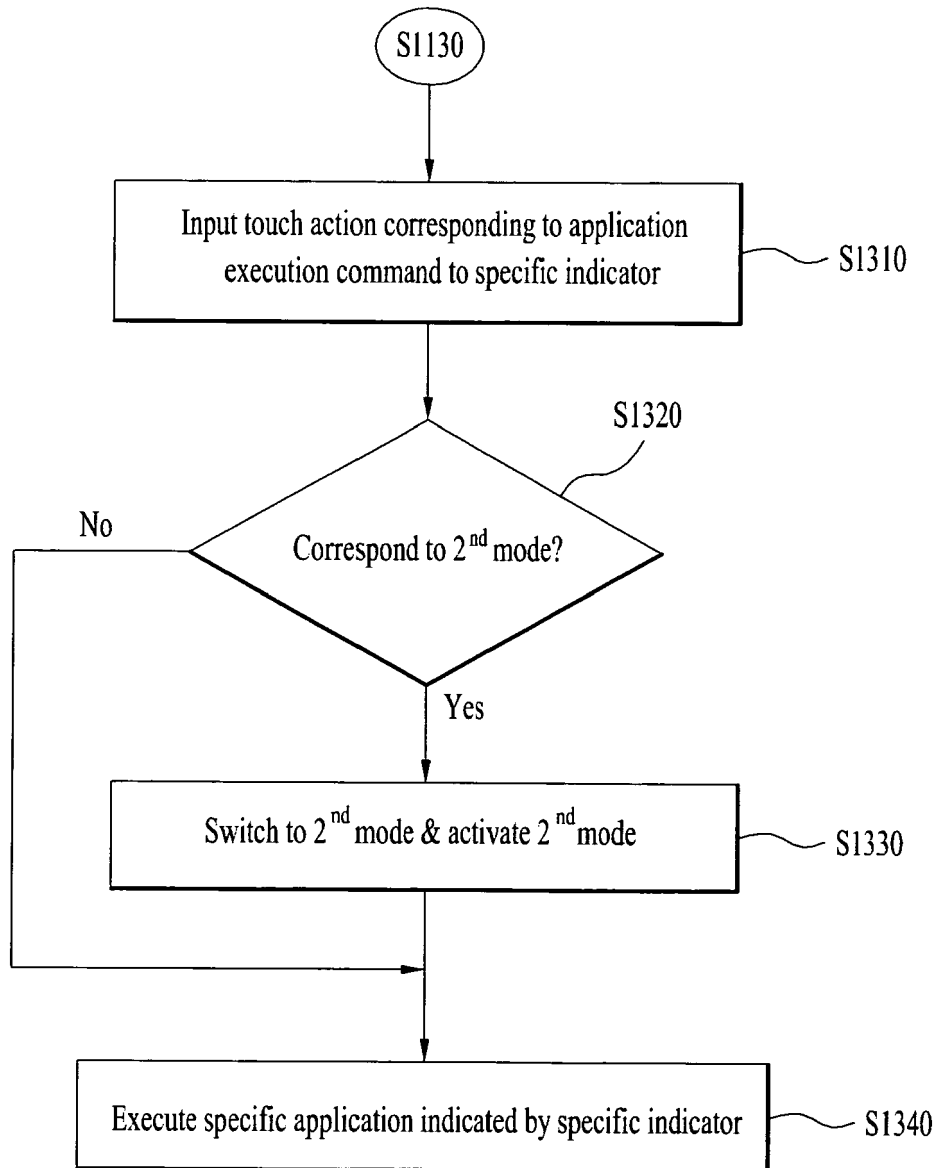 S1130
Input touch action corresponding to application
execution command to specific indicator
S1310
S1320
No
Correspond to 2nd mode?
Yes
Switch to 2nd mode & activate 2nd mode
S1330
Execute specific application indicated by specific indicator
S1340